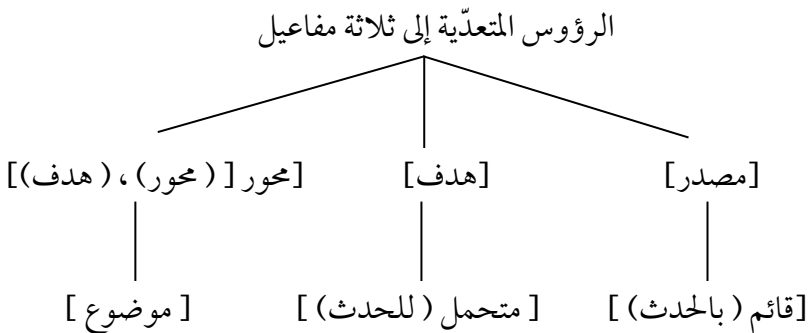 الرؤوس المتعدّية إلى ثلاثة مفاعيل
[مصدر] [هدف] [محور [ (محور) ، (هدف)]
[قائم (بالحدث) ] [ متحمل (للحدث) ] [ موضوع ]